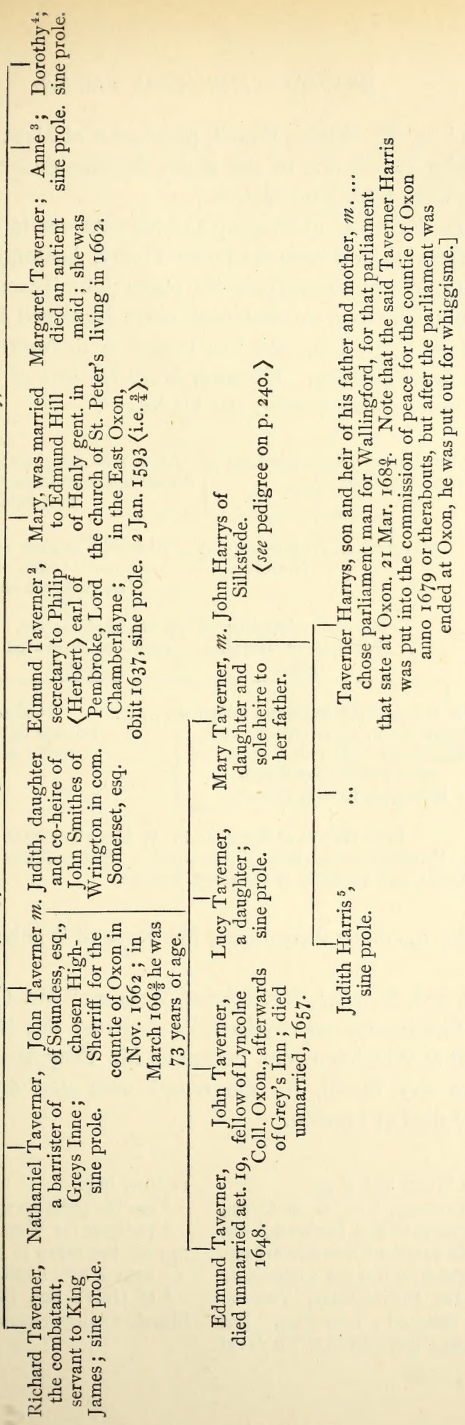 Richard Taverner,
the combatant,
servant to King
James; sine prole.
Nathaniel Taverner,
a barrister of
Greys Inne;
sine prole.
John Taverner m.
of Soundess, esq.,
chosen High-
Sherriff for the
countie of Oxon in
Nov. 1662; in
March 166⅔ he was
73 years of age.
Judith, daughter
and co-heire of
John Smithes of
Wrington in com.
Somerset, esq.
Edmund Taverner²,
secretary to Philip
⟨Herbert⟩ earl of
Pembroke, Lord
Chamberlayne;
obiit 1637, sine prole.
Mary, was married
to Edmund Hill
of Henly gent. in
the church of St. Peter's
in the East Oxon,
2 Jan. 1593 ⟨i.e. ¾⟩.
Margaret Taverner;
died an antient
maid; she was
living in 1662.
Anne³;
sine prole.
Dorothy⁴;
sine prole.
Edmund Taverner,
died unmarried aet. 19,
1648.
John Taverner,
fellow of Lyncolne
Coll. Oxon., afterwards
of Grey's Inn; died
unmarried, 1657.
Lucy Taverner,
a daughter;
sine prole.
Mary Taverner, m.
daughter and
sole heire to
her father.
John Harrys of
Silkstede.
⟨see pedigree on p. 240.⟩
Judith Harris⁵,
sine prole.
...
Taverner Harrys, son and heir of his father and mother, m. ...
chose parliament man for Wallingford, for that parliament
that sate at Oxon. 21 Mar. 168⁰⁄₁. Note that the said Taverner Harris
was put into the commission of peace for the countie of Oxon
anno 1679 or therabouts, but after the parliament was
ended at Oxon, he was put out for whiggisme.]